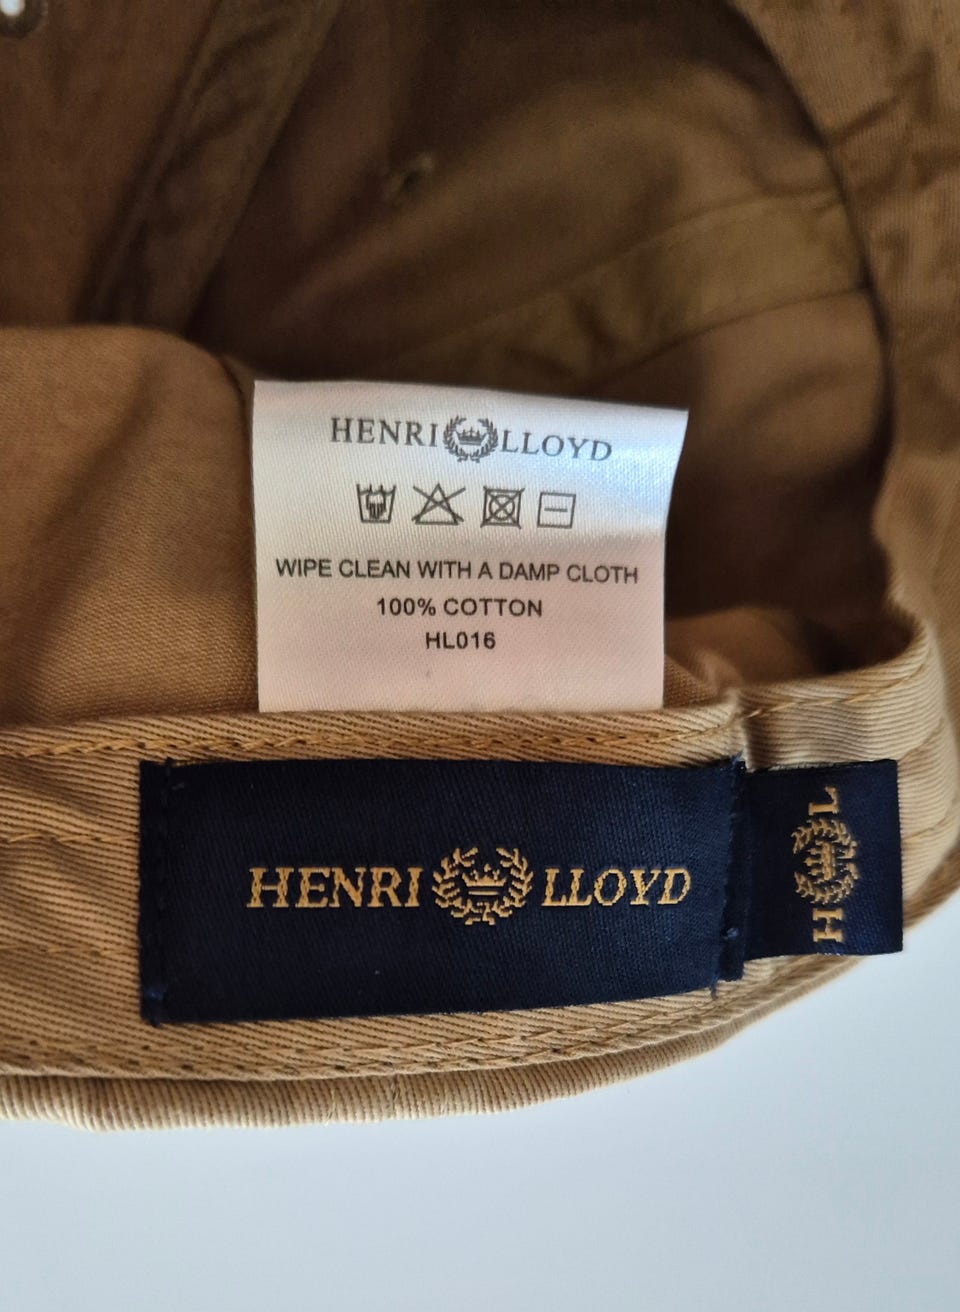 HENRI LLOYD
WIPE CLEAN WITH A DAMP CLOTH
100% COTTON
HL016
HENRI LLOYD
H L